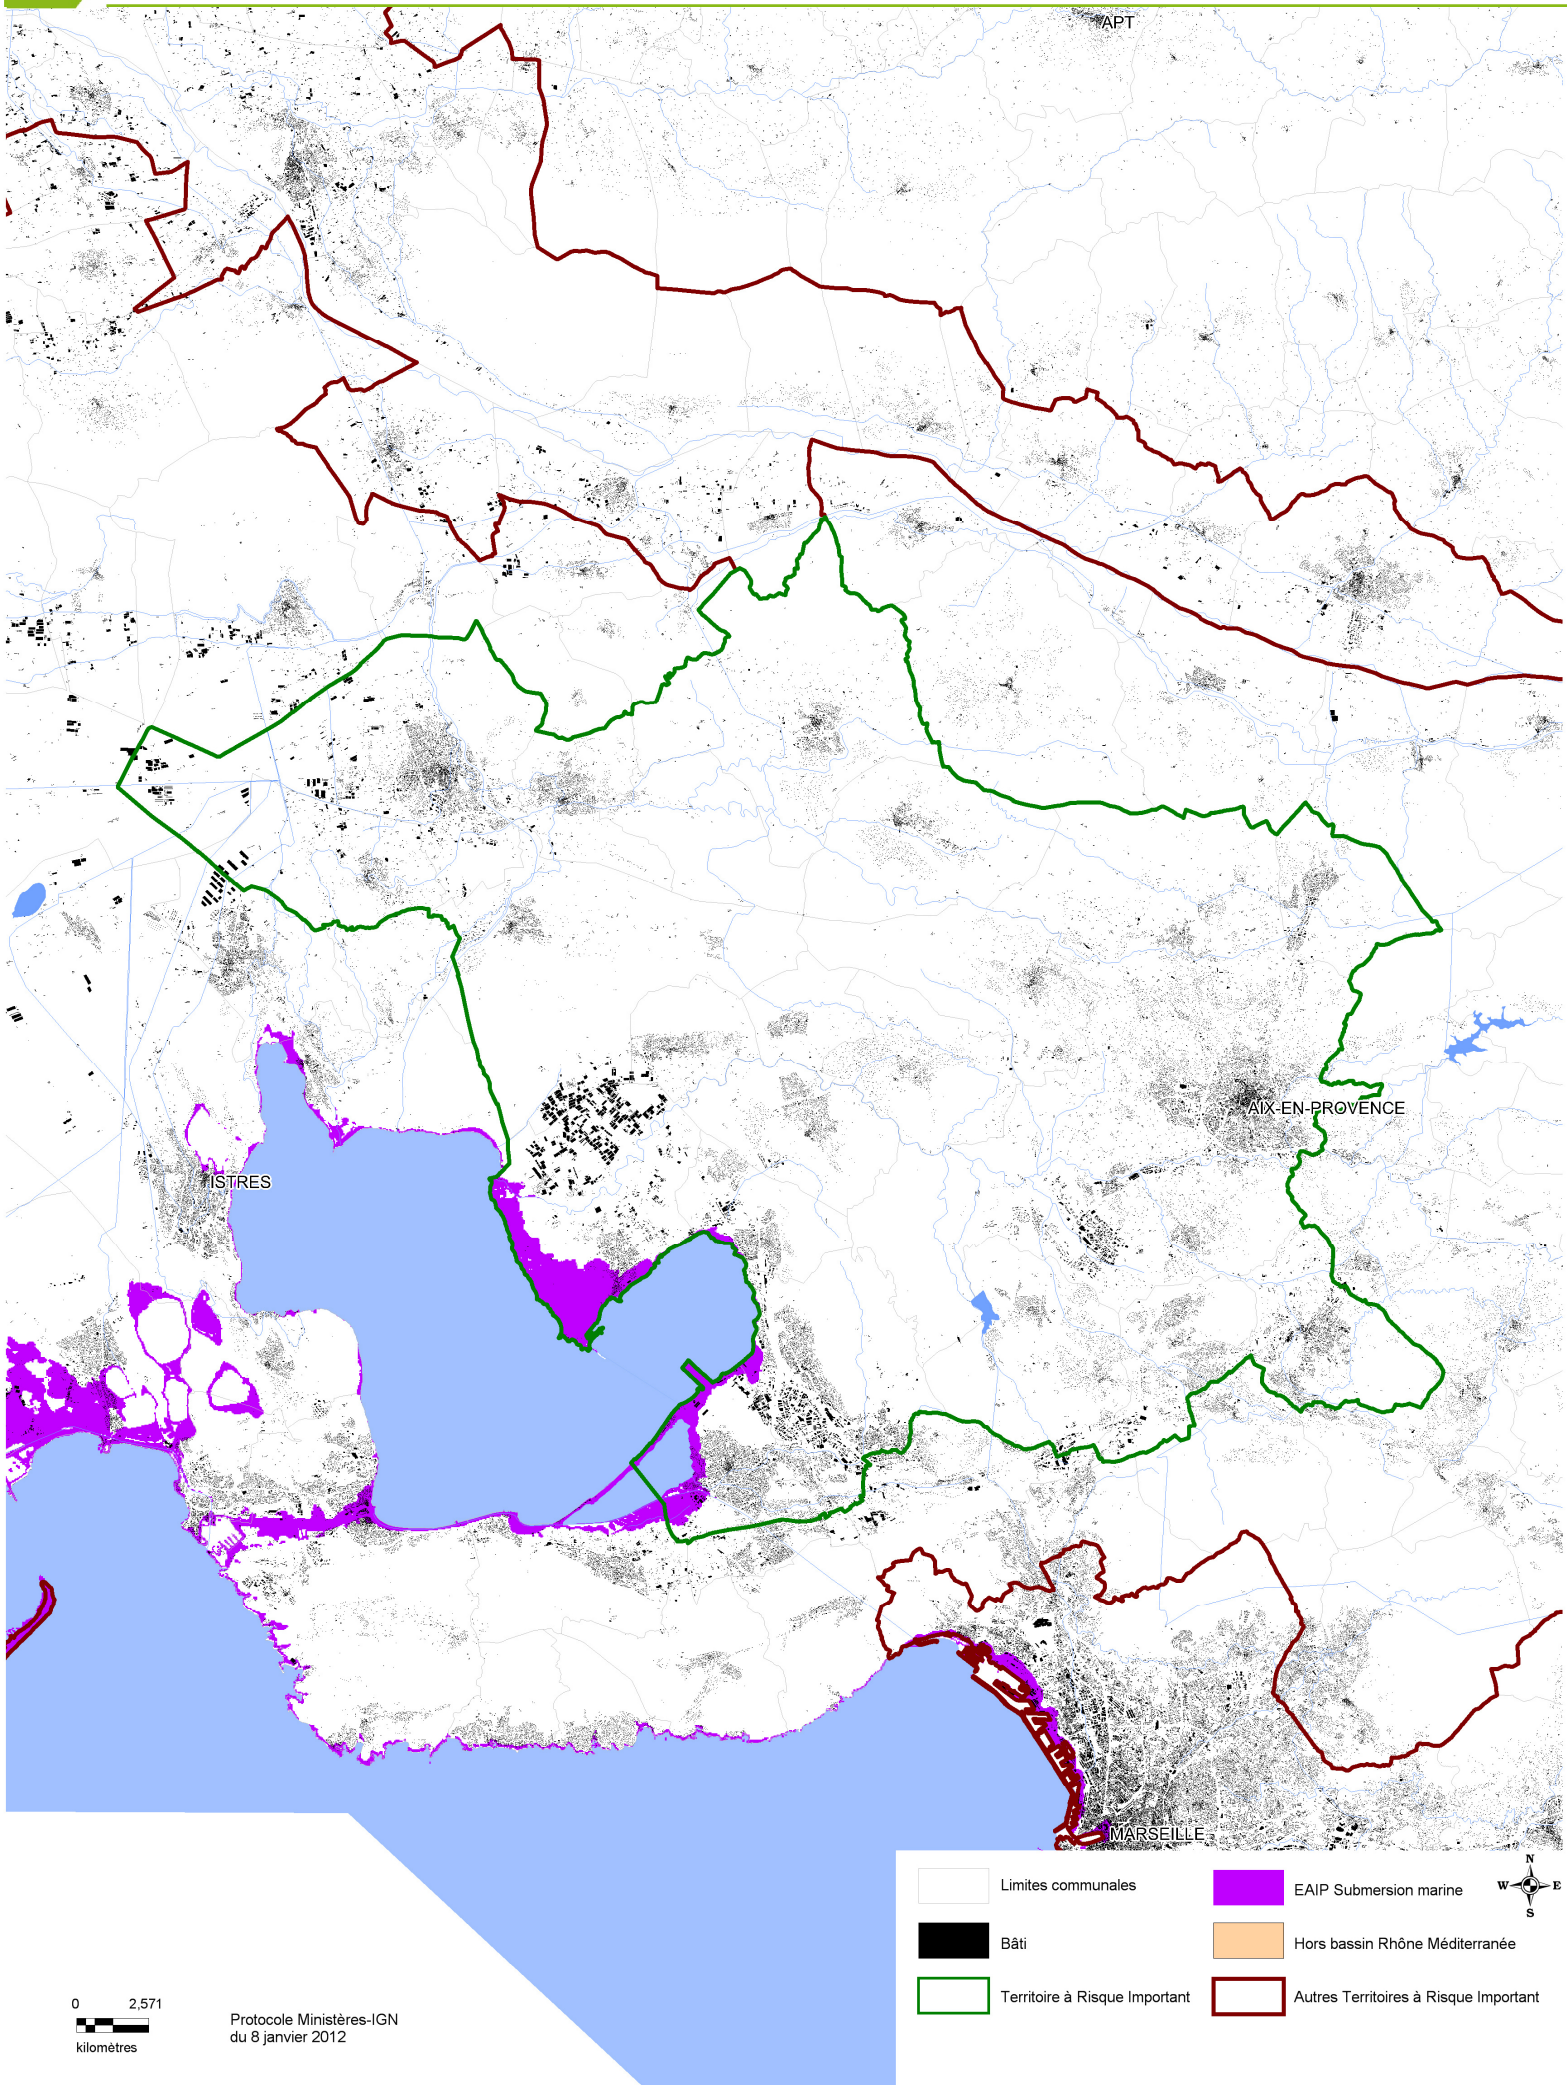 APT
AIX-EN-PROVENCE
ISTRES
MARSEILLE
Limites communales
EAIP Submersion marine
N
W E
S
Bâti
Hors bassin Rhône Méditerranée
Territoire à Risque Important
Autres Territoires à Risque Important
0 2,571
kilomètres
Protocole Ministères-IGN
du 8 janvier 2012